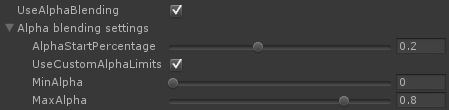 UseAlphaBlending
Alpha blending settings
AlphaStartPercentage 0.2
UseCustomAlphaLimits
MinAlpha 0
MaxAlpha 0.8